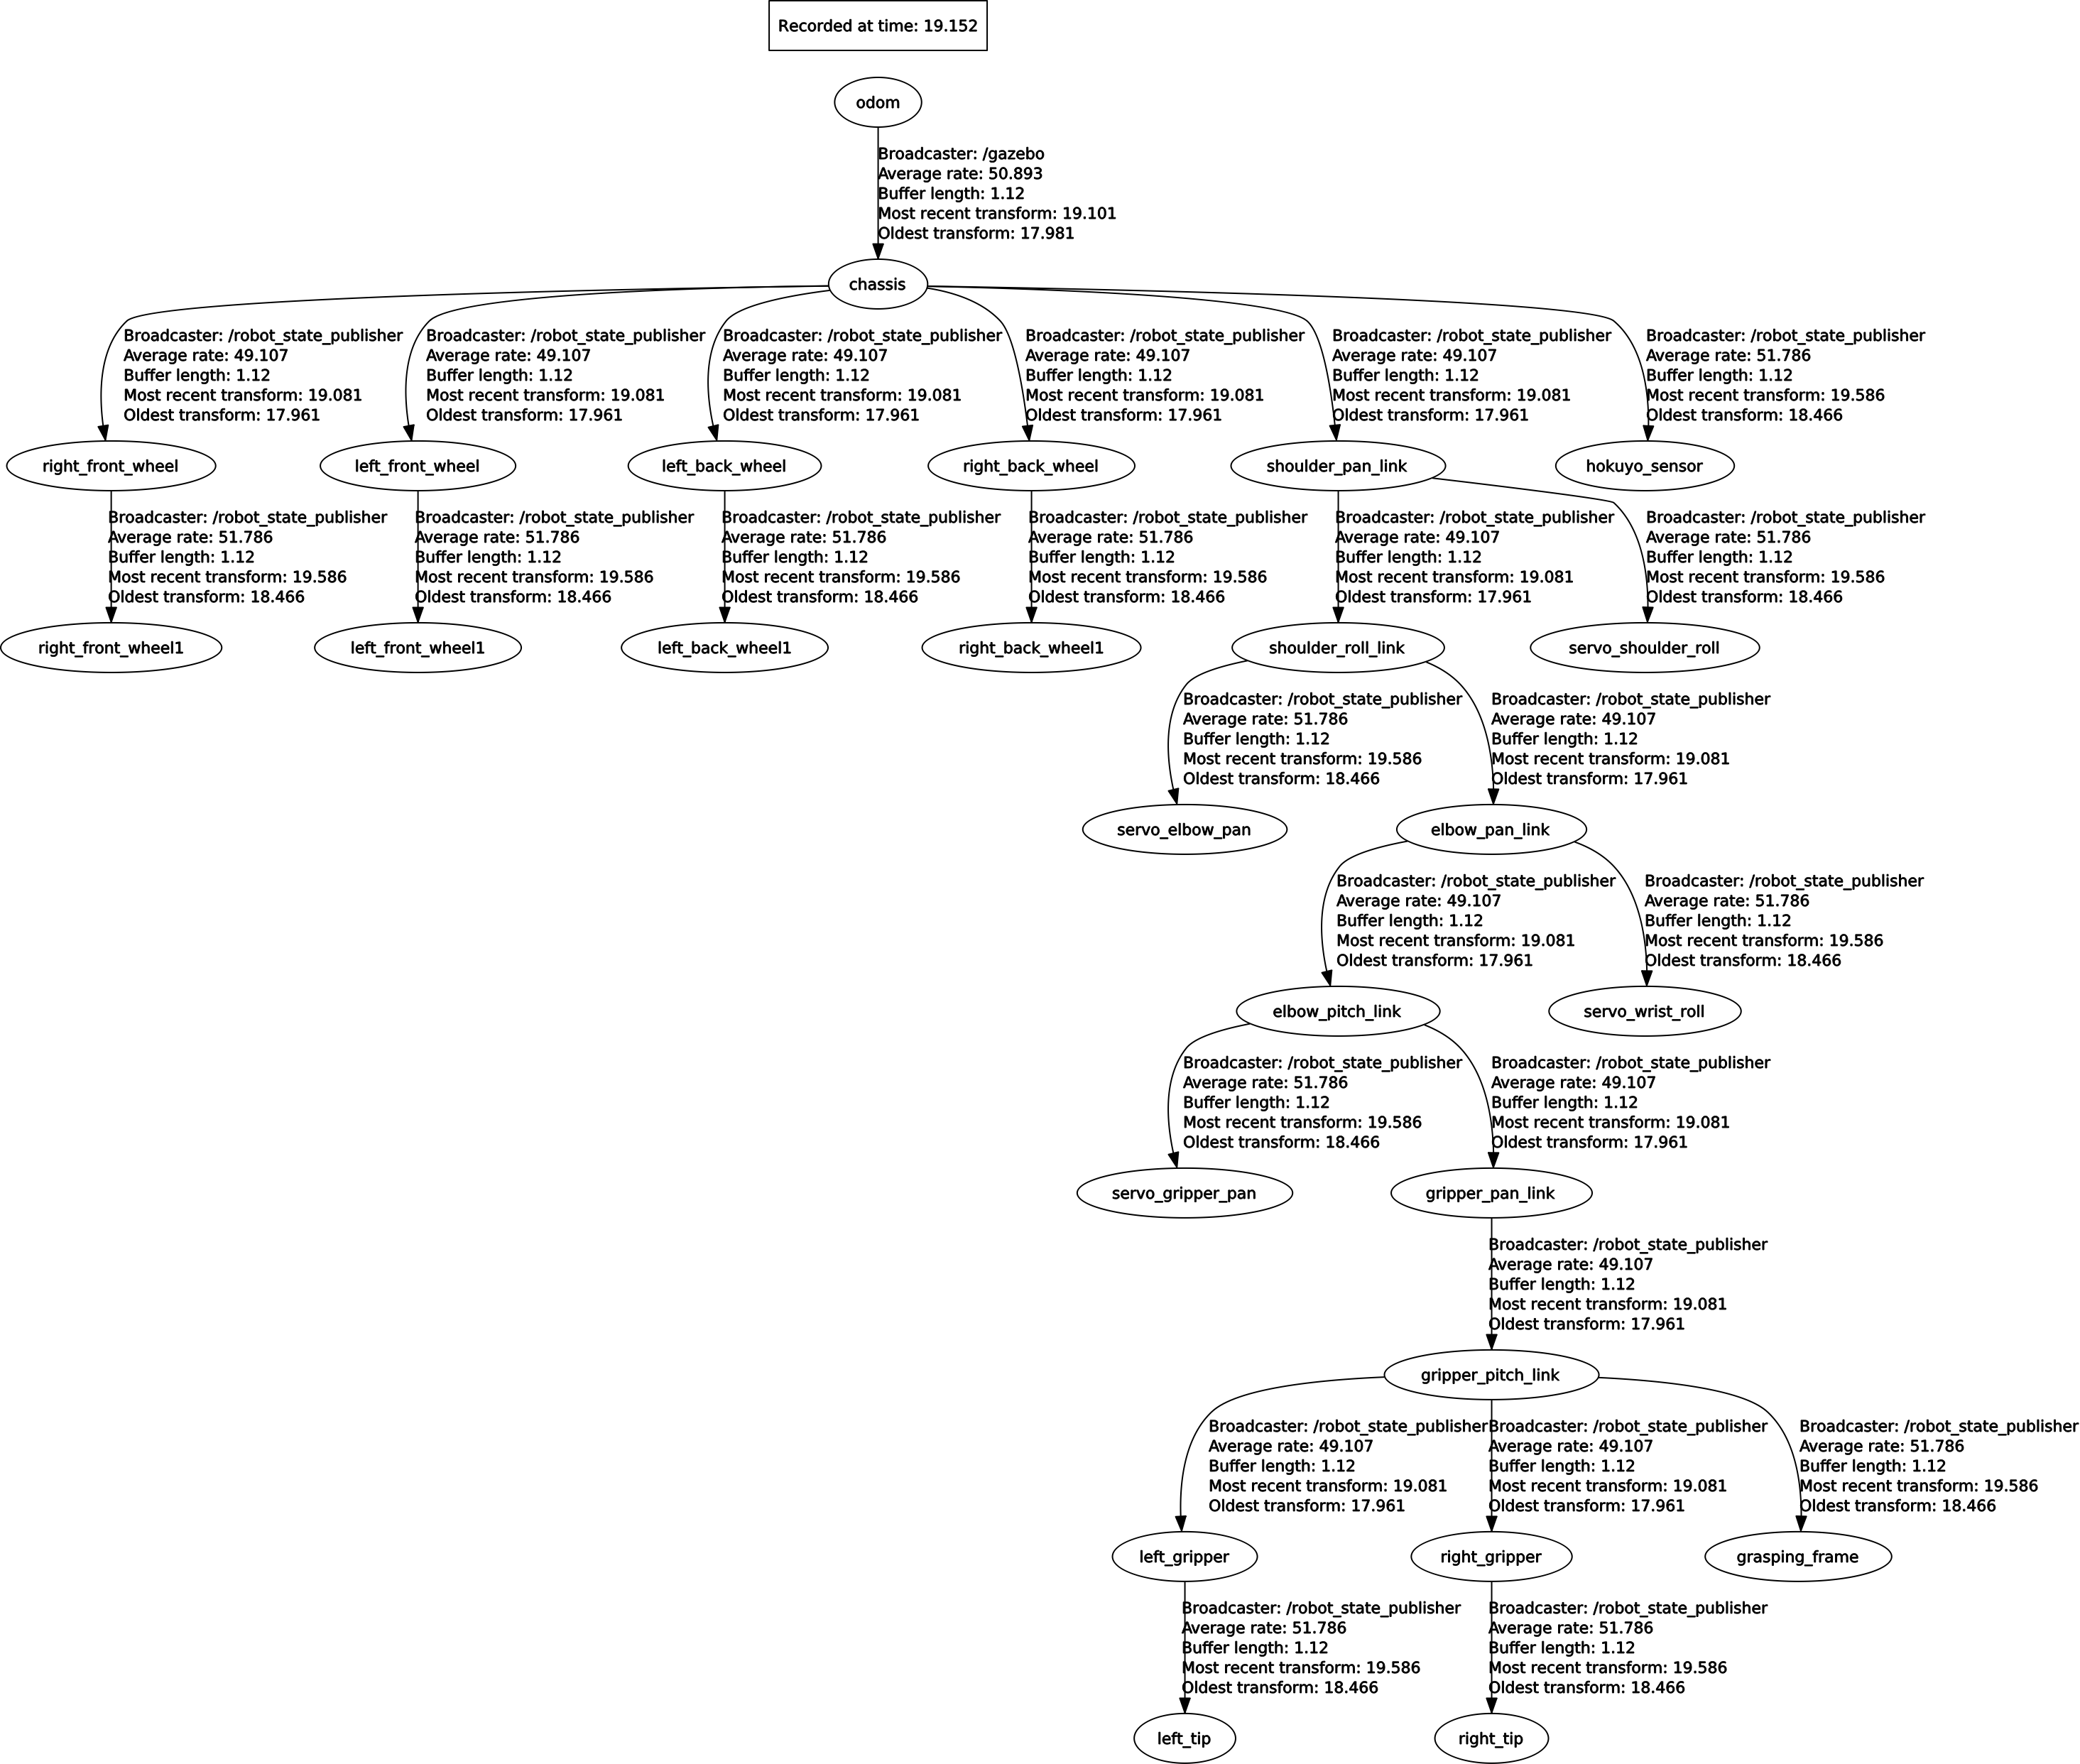 Recorded at time: 19.152
odom
Broadcaster: /gazebo
Average rate: 50.893
Buffer length: 1.12
Most recent transform: 19.101
Oldest transform: 17.981
chassis
Broadcaster: /robot_state_publisher
Average rate: 49.107
Buffer length: 1.12
Most recent transform: 19.081
Oldest transform: 17.961
Broadcaster: /robot_state_publisher
Average rate: 49.107
Buffer length: 1.12
Most recent transform: 19.081
Oldest transform: 17.961
Broadcaster: /robot_state_publisher
Average rate: 49.107
Buffer length: 1.12
Most recent transform: 19.081
Oldest transform: 17.961
Broadcaster: /robot_state_publisher
Average rate: 49.107
Buffer length: 1.12
Most recent transform: 19.081
Oldest transform: 17.961
Broadcaster: /robot_state_publisher
Average rate: 49.107
Buffer length: 1.12
Most recent transform: 19.081
Oldest transform: 17.961
Broadcaster: /robot_state_publisher
Average rate: 51.786
Buffer length: 1.12
Most recent transform: 19.586
Oldest transform: 18.466
right_front_wheel
left_front_wheel
left_back_wheel
right_back_wheel
shoulder_pan_link
hokuyo_sensor
Broadcaster: /robot_state_publisher
Average rate: 51.786
Buffer length: 1.12
Most recent transform: 19.586
Oldest transform: 18.466
Broadcaster: /robot_state_publisher
Average rate: 51.786
Buffer length: 1.12
Most recent transform: 19.586
Oldest transform: 18.466
Broadcaster: /robot_state_publisher
Average rate: 51.786
Buffer length: 1.12
Most recent transform: 19.586
Oldest transform: 18.466
Broadcaster: /robot_state_publisher
Average rate: 51.786
Buffer length: 1.12
Most recent transform: 19.586
Oldest transform: 18.466
Broadcaster: /robot_state_publisher
Average rate: 49.107
Buffer length: 1.12
Most recent transform: 19.081
Oldest transform: 17.961
Broadcaster: /robot_state_publisher
Average rate: 51.786
Buffer length: 1.12
Most recent transform: 19.586
Oldest transform: 18.466
right_front_wheel1
left_front_wheel1
left_back_wheel1
right_back_wheel1
shoulder_roll_link
servo_shoulder_roll
Broadcaster: /robot_state_publisher
Average rate: 51.786
Buffer length: 1.12
Most recent transform: 19.586
Oldest transform: 18.466
Broadcaster: /robot_state_publisher
Average rate: 49.107
Buffer length: 1.12
Most recent transform: 19.081
Oldest transform: 17.961
servo_elbow_pan
elbow_pan_link
Broadcaster: /robot_state_publisher
Average rate: 49.107
Buffer length: 1.12
Most recent transform: 19.081
Oldest transform: 17.961
Broadcaster: /robot_state_publisher
Average rate: 51.786
Buffer length: 1.12
Most recent transform: 19.586
Oldest transform: 18.466
elbow_pitch_link
servo_wrist_roll
Broadcaster: /robot_state_publisher
Average rate: 51.786
Buffer length: 1.12
Most recent transform: 19.586
Oldest transform: 18.466
Broadcaster: /robot_state_publisher
Average rate: 49.107
Buffer length: 1.12
Most recent transform: 19.081
Oldest transform: 17.961
servo_gripper_pan
gripper_pan_link
Broadcaster: /robot_state_publisher
Average rate: 49.107
Buffer length: 1.12
Most recent transform: 19.081
Oldest transform: 17.961
gripper_pitch_link
Broadcaster: /robot_state_publisher
Average rate: 49.107
Buffer length: 1.12
Most recent transform: 19.081
Oldest transform: 17.961
Broadcaster: /robot_state_publisher
Average rate: 49.107
Buffer length: 1.12
Most recent transform: 19.081
Oldest transform: 17.961
Broadcaster: /robot_state_publisher
Average rate: 51.786
Buffer length: 1.12
Most recent transform: 19.586
Oldest transform: 18.466
left_gripper
right_gripper
grasping_frame
Broadcaster: /robot_state_publisher
Average rate: 51.786
Buffer length: 1.12
Most recent transform: 19.586
Oldest transform: 18.466
Broadcaster: /robot_state_publisher
Average rate: 51.786
Buffer length: 1.12
Most recent transform: 19.586
Oldest transform: 18.466
left_tip
right_tip